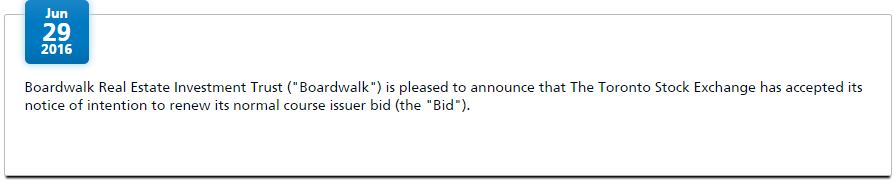 Jun
29
2016
Boardwalk Real Estate Investment Trust ("Boardwalk") is pleased to announce that The Toronto Stock Exchange has accepted its
notice of intention to renew its normal course issuer bid (the "Bid").